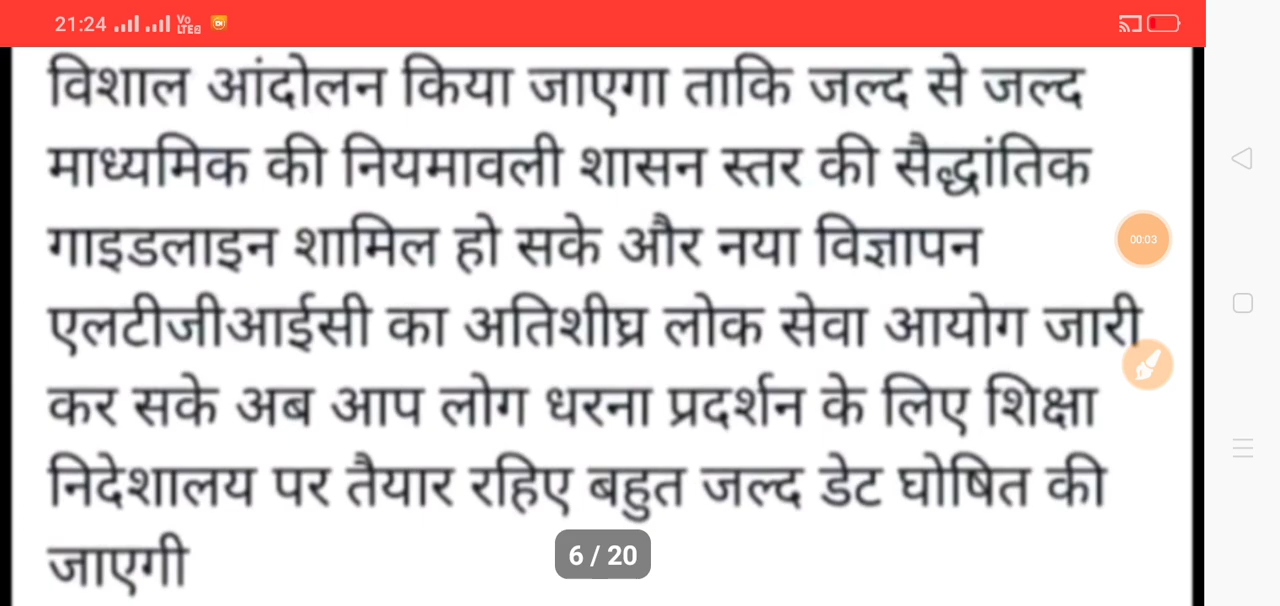 21:24 Vo LTE2
विशाल आंदोलन किया जाएगा ताकि जल्द से जल्द
माध्यमिक की नियमावली शासन स्तर की सैद्धांतिक
गाइडलाइन शामिल हो सके और नया विज्ञापन
00:03
एलटीजीआईसी का अतिशीघ्र लोक सेवा आयोग जारी
कर सके अब आप लोग धरना प्रदर्शन के लिए शिक्षा
निदेशालय पर तैयार रहिए बहुत जल्द डेट घोषित की
जाएगी
6 / 20